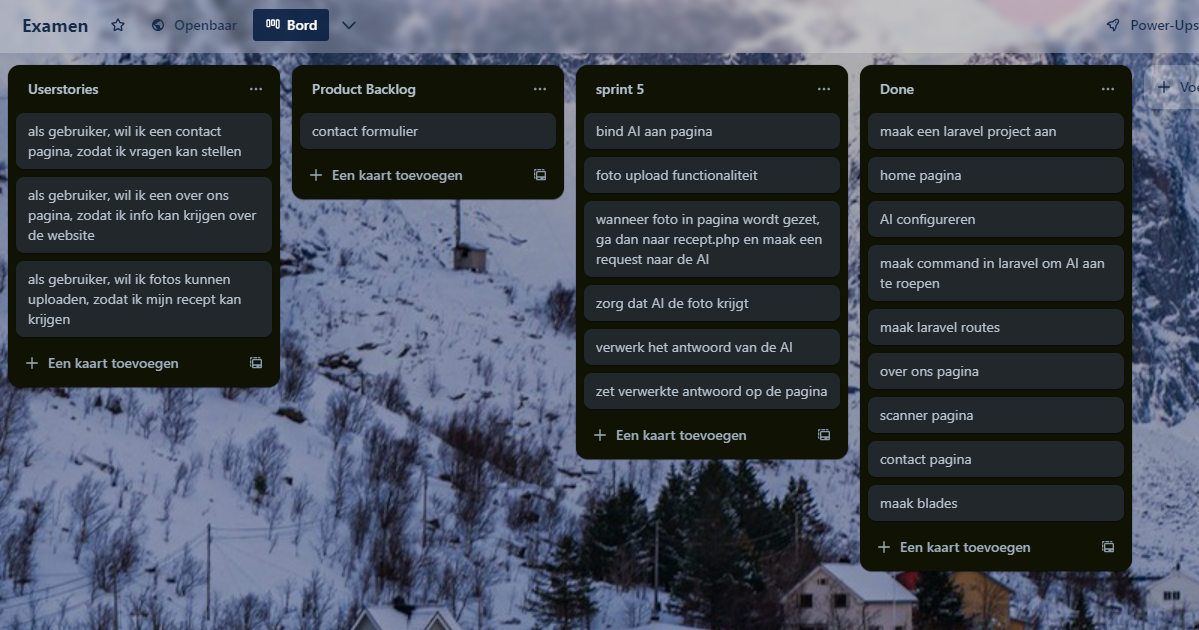 Examen
Openbaar
Bord
Power-Ups
Userstories
als gebruiker, wil ik een contact
pagina, zodat ik vragen kan stellen
als gebruiker, wil ik een over ons
pagina, zodat ik info kan krijgen over
de website
als gebruiker, wil ik fotos kunnen
uploaden, zodat ik mijn recept kan
krijgen
Een kaart toevoegen
Product Backlog
contact formulier
Een kaart toevoegen
sprint 5
bind AI aan pagina
foto upload functionaliteit
wanneer foto in pagina wordt gezet,
ga dan naar recept.php en maak een
request naar de AI
zorg dat AI de foto krijgt
verwerk het antwoord van de AI
zet verwerkte antwoord op de pagina
Een kaart toevoegen
Done
maak een laravel project aan
home pagina
AI configureren
maak command in laravel om AI aan
te roepen
maak laravel routes
over ons pagina
scanner pagina
contact pagina
maak blades
Een kaart toevoegen